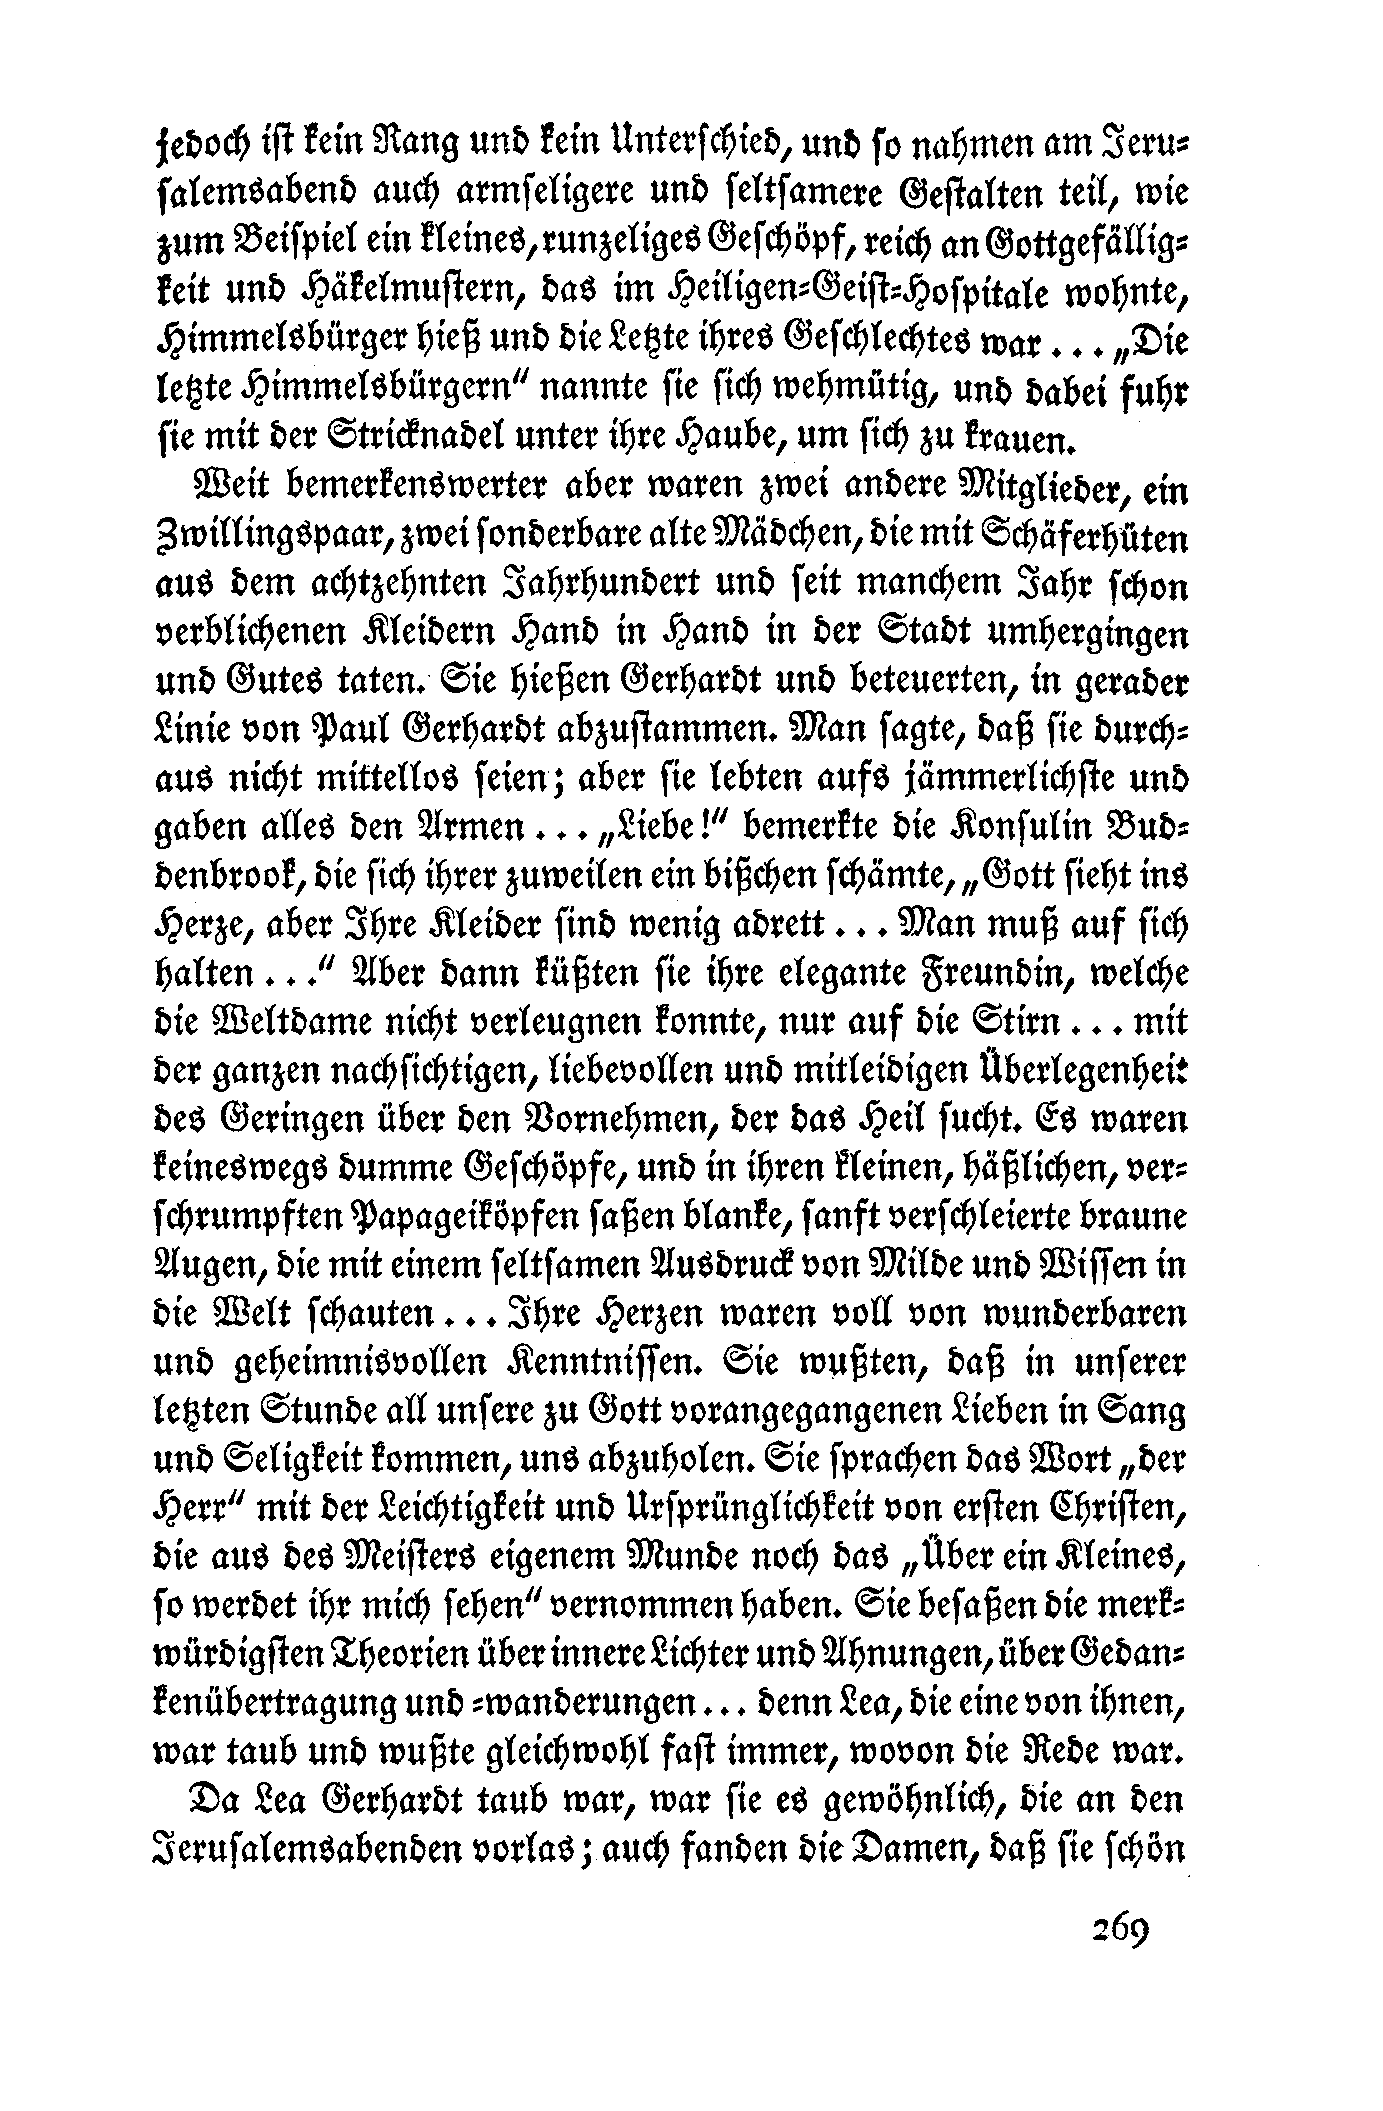 jedoch ist kein Rang und kein Unterschied, und so nahmen am Jeru-
salemsabend auch armseligere und seltsamere Gestalten teil, wie
zum Beispiel ein kleines, runzeliges Geschöpf, reich an Gottgefällig-
keit und Häkelmustern, das im Heiligen-Geist-Hospitale wohnte,
Himmelsbürger hieß und die Letzte ihres Geschlechtes war . . . „Die
letzte Himmelsbürgern“ nannte sie sich wehmütig, und dabei fuhr
sie mit der Stricknadel unter ihre Haube, um sich zu krauen.
Weit bemerkenswerter aber waren zwei andere Mitglieder, ein
Zwillingspaar, zwei sonderbare alte Mädchen, die mit Schäferhüten
aus dem achtzehnten Jahrhundert und seit manchem Jahr schon
verblichenen Kleidern Hand in Hand in der Stadt umhergingen
und Gutes taten. Sie hießen Gerhardt und beteuerten, in gerader
Linie von Paul Gerhardt abzustammen. Man sagte, daß sie durch-
aus nicht mittellos seien; aber sie lebten aufs jämmerlichste und
gaben alles den Armen . . . „Liebe!“ bemerkte die Konsulin Bud-
denbrook, die sich ihrer zuweilen ein bißchen schämte, „Gott sieht ins
Herze, aber Ihre Kleider sind wenig adrett . . . Man muß auf sich
halten . . .“ Aber dann küßten sie ihre elegante Freundin, welche
die Weltdame nicht verleugnen konnte, nur auf die Stirn . . . mit
der ganzen nachsichtigen, liebevollen und mitleidigen Überlegenheit
des Geringen über den Vornehmen, der das Heil sucht. Es waren
keineswegs dumme Geschöpfe, und in ihren kleinen, häßlichen, ver-
schrumpften Papageiköpfen saßen blanke, sanft verschleierte braune
Augen, die mit einem seltsamen Ausdruck von Milde und Wissen in
die Welt schauten . . . Ihre Herzen waren voll von wunderbaren
und geheimnisvollen Kenntnissen. Sie wußten, daß in unserer
letzten Stunde all unsere zu Gott vorangegangenen Lieben in Sang
und Seligkeit kommen, uns abzuholen. Sie sprachen das Wort „der
Herr“ mit der Leichtigkeit und Ursprünglichkeit von ersten Christen,
die aus des Meisters eigenem Munde noch das „Über ein Kleines,
so werdet ihr mich sehen“ vernommen haben. Sie besaßen die merk-
würdigsten Theorien über innere Lichter und Ahnungen, über Gedan-
kenübertragung und -wanderungen . . . denn Lea, die eine von ihnen,
war taub und wußte gleichwohl fast immer, wovon die Rede war.
Da Lea Gerhardt taub war, war sie es gewöhnlich, die an den
Jerusalemsabenden vorlas; auch fanden die Damen, daß sie schön
269